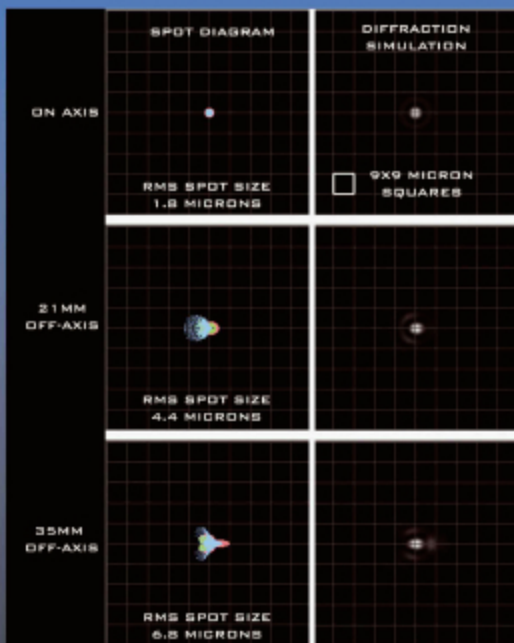 SPOT DIAGRAM
DIFFRACTION
SIMULATION
ON AXIS
RMS SPOT SIZE
1.8 MICRONS
9X9 MICRON
SQUARES
21MM
OFF-AXIS
RMS SPOT SIZE
4.4 MICRONS
35MM
OFF-AXIS
RMS SPOT SIZE
6.8 MICRONS